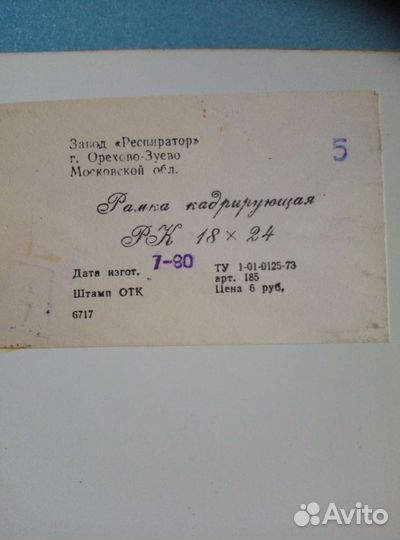 Завод «Респиратор» 5
г. Орехово-Зуево
Московской обл.
Рамка кадрирующая
РК 18 × 24
Дата изгот. 7-80 ТУ 1-01-0125-73
арт. 185
Штамп ОТК Цена 6 руб.
6717
Avito